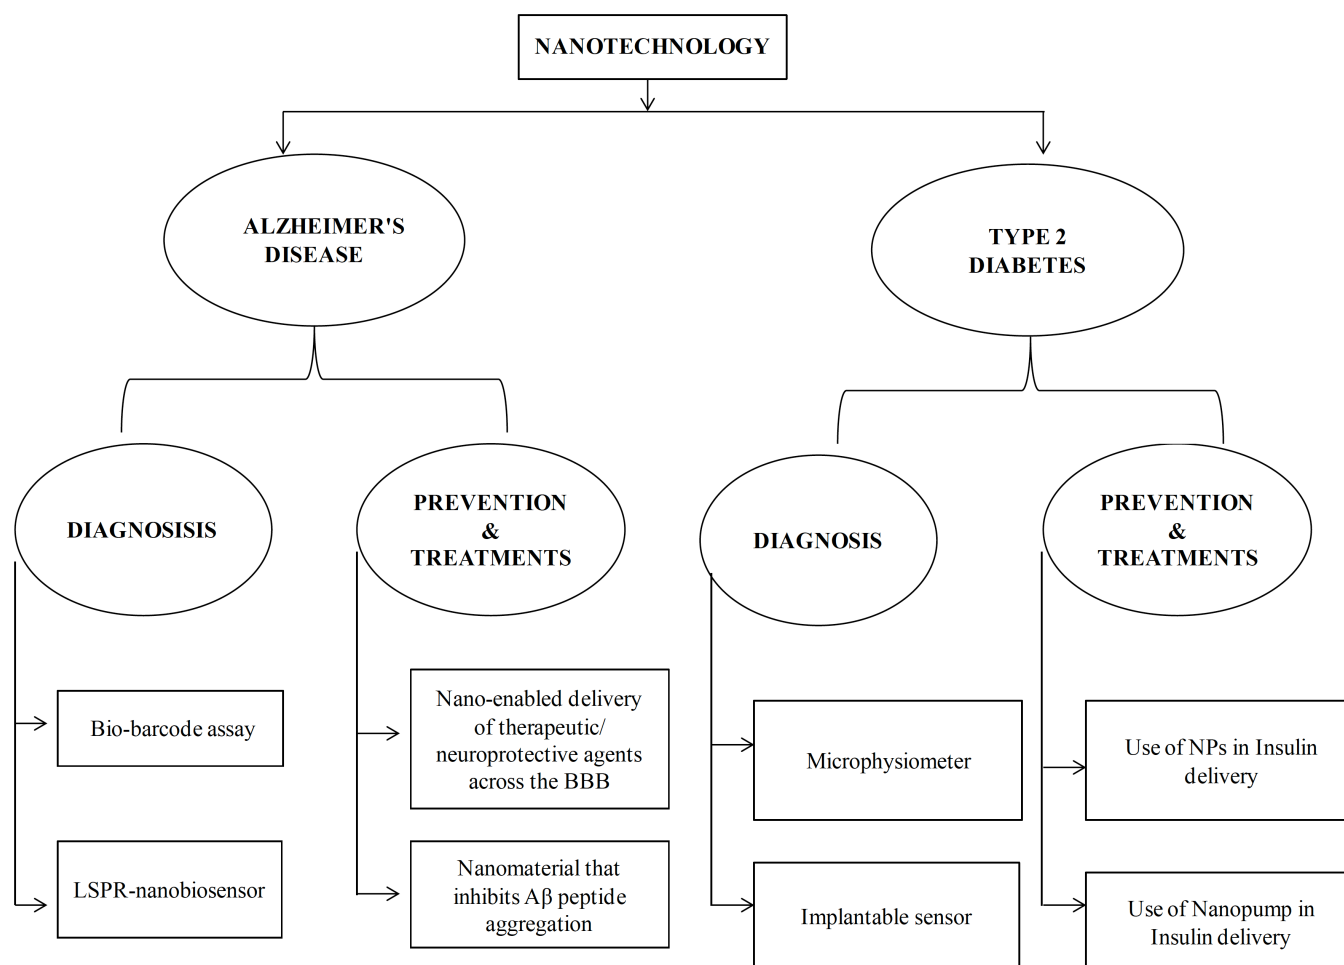 NANOTECHNOLOGY
ALZHEIMER'S
DISEASE
TYPE 2
DIABETES
DIAGNOSISIS
PREVENTION
&
TREATMENTS
DIAGNOSIS
PREVENTION
&
TREATMENTS
Bio-barcode assay
LSPR-nanobiosensor
Nano-enabled delivery
of therapeutic/
neuroprotective agents
across the BBB
Nanomaterial that
inhibits Aβ peptide
aggregation
Microphysiometer
Implantable sensor
Use of NPs in Insulin
delivery
Use of Nanopump in
Insulin delivery